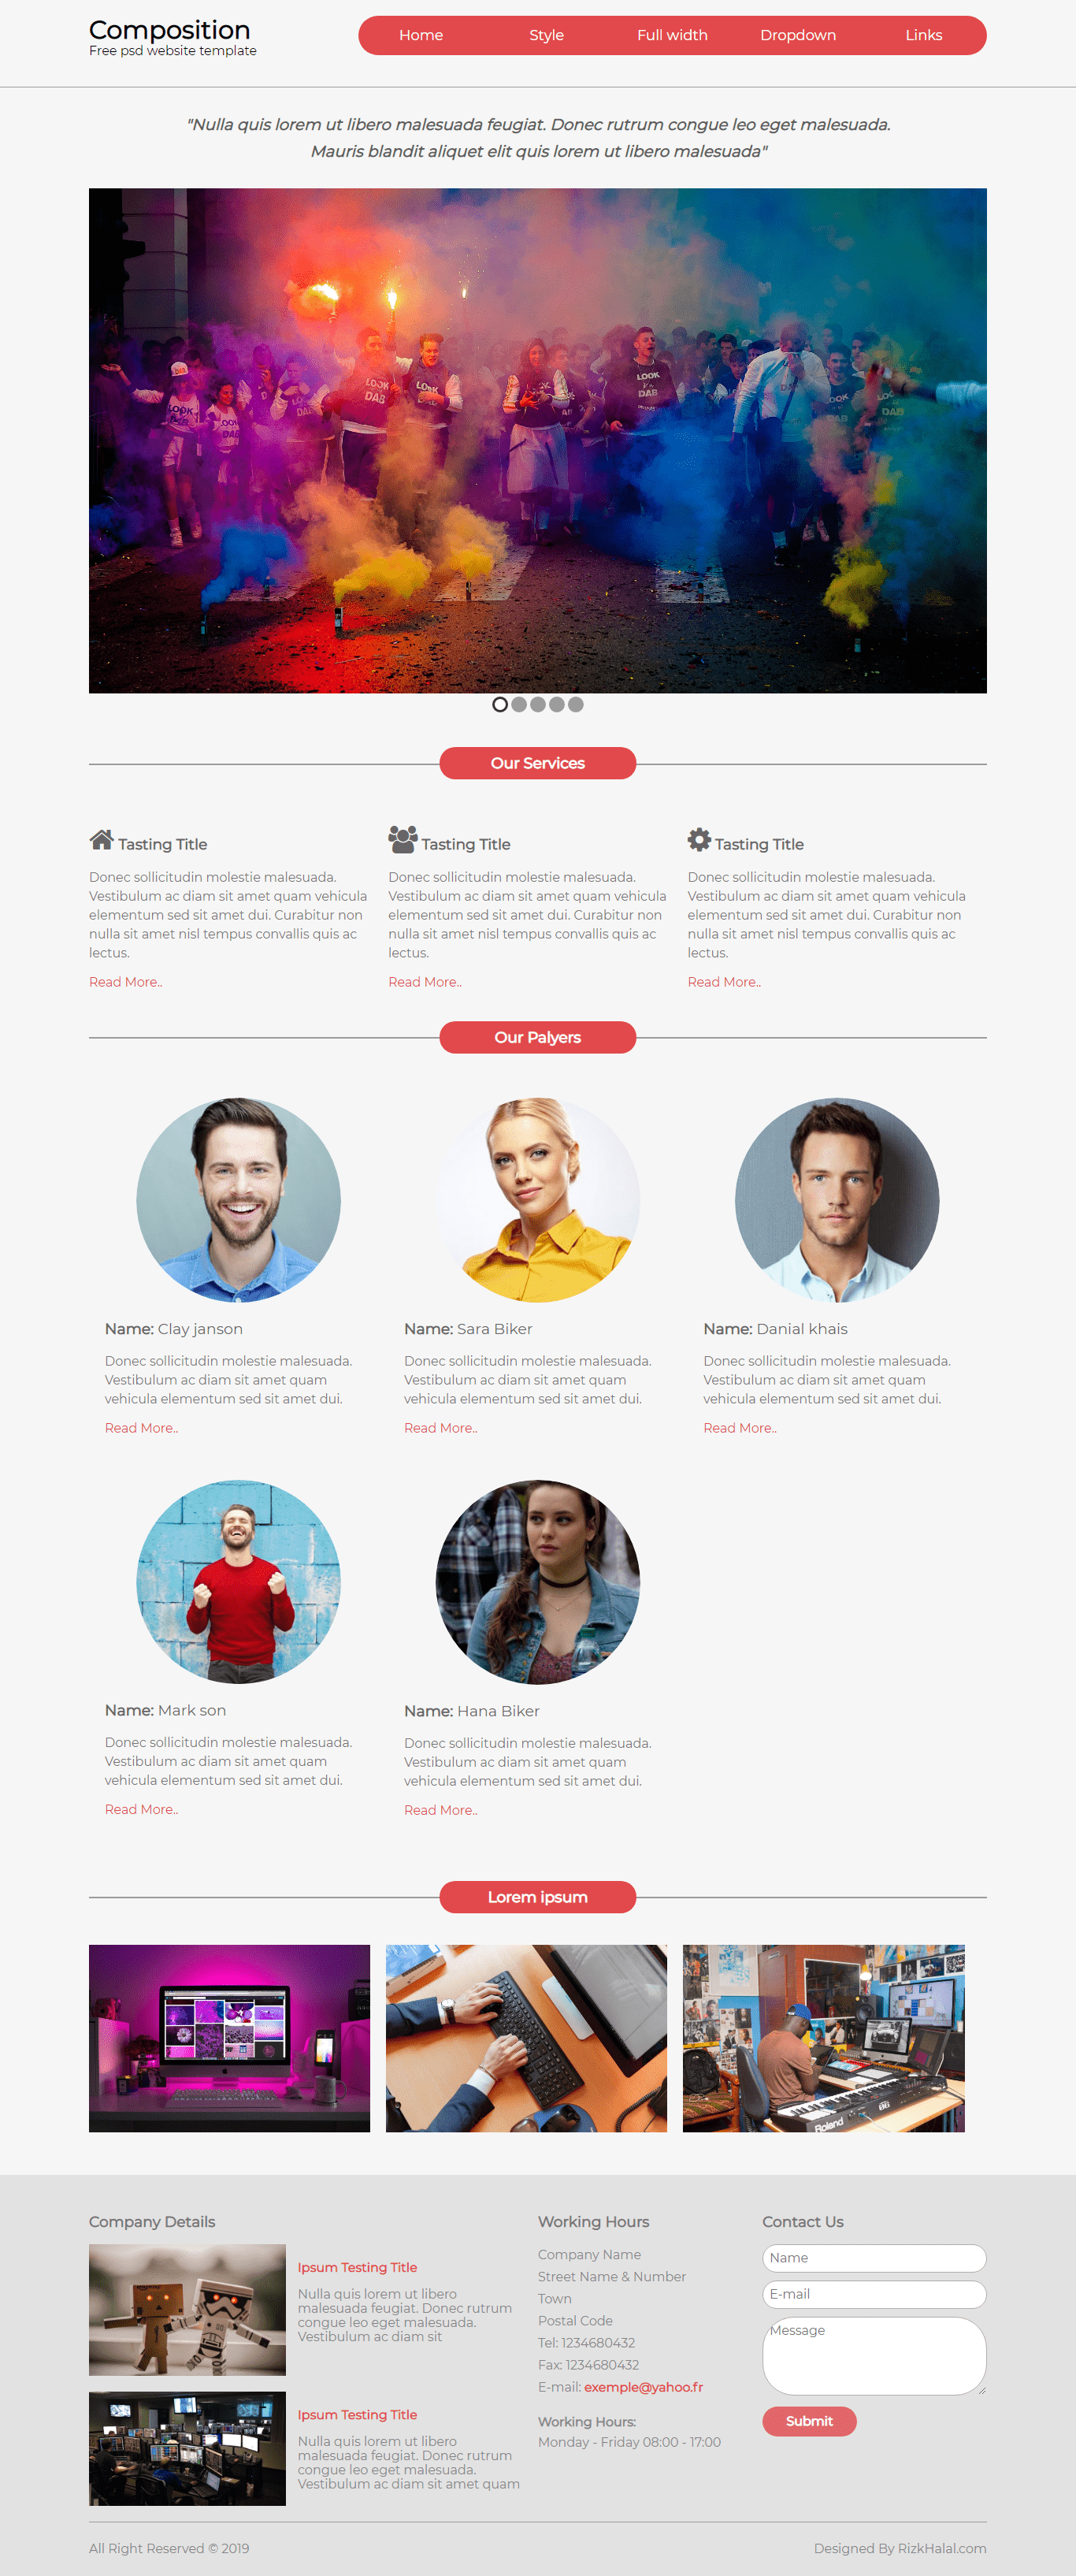 Composition
Free psd website template
Home Style Full width Dropdown Links
"Nulla quis lorem ut libero malesuada feugiat. Donec rutrum congue leo eget malesuada.
Mauris blandit aliquet elit quis lorem ut libero malesuada"
LOOK DAB
LOOK DAB
LOOK DAB
LOOK
LOOK DAB
Our Services
Tasting Title
Donec sollicitudin molestie malesuada.
Vestibulum ac diam sit amet quam vehicula
elementum sed sit amet dui. Curabitur non
nulla sit amet nisl tempus convallis quis ac
lectus.
Read More..
Tasting Title
Donec sollicitudin molestie malesuada.
Vestibulum ac diam sit amet quam vehicula
elementum sed sit amet dui. Curabitur non
nulla sit amet nisl tempus convallis quis ac
lectus.
Read More..
Tasting Title
Donec sollicitudin molestie malesuada.
Vestibulum ac diam sit amet quam vehicula
elementum sed sit amet dui. Curabitur non
nulla sit amet nisl tempus convallis quis ac
lectus.
Read More..
Our Palyers
Name: Clay janson
Donec sollicitudin molestie malesuada.
Vestibulum ac diam sit amet quam
vehicula elementum sed sit amet dui.
Read More..
Name: Sara Biker
Donec sollicitudin molestie malesuada.
Vestibulum ac diam sit amet quam
vehicula elementum sed sit amet dui.
Read More..
Name: Danial khais
Donec sollicitudin molestie malesuada.
Vestibulum ac diam sit amet quam
vehicula elementum sed sit amet dui.
Read More..
Name: Mark son
Donec sollicitudin molestie malesuada.
Vestibulum ac diam sit amet quam
vehicula elementum sed sit amet dui.
Read More..
Name: Hana Biker
Donec sollicitudin molestie malesuada.
Vestibulum ac diam sit amet quam
vehicula elementum sed sit amet dui.
Read More..
Lorem ipsum
Roland
Company Details
Ipsum Testing Title
Nulla quis lorem ut libero
malesuada feugiat. Donec rutrum
congue leo eget malesuada.
Vestibulum ac diam sit
Ipsum Testing Title
Nulla quis lorem ut libero
malesuada feugiat. Donec rutrum
congue leo eget malesuada.
Vestibulum ac diam sit amet quam
Working Hours
Company Name
Street Name & Number
Town
Postal Code
Tel: 1234680432
Fax: 1234680432
E-mail: exemple@yahoo.fr
Working Hours:
Monday - Friday 08:00 - 17:00
Contact Us
Name
E-mail
Message
Submit
All Right Reserved © 2019
Designed By RizkHalal.com